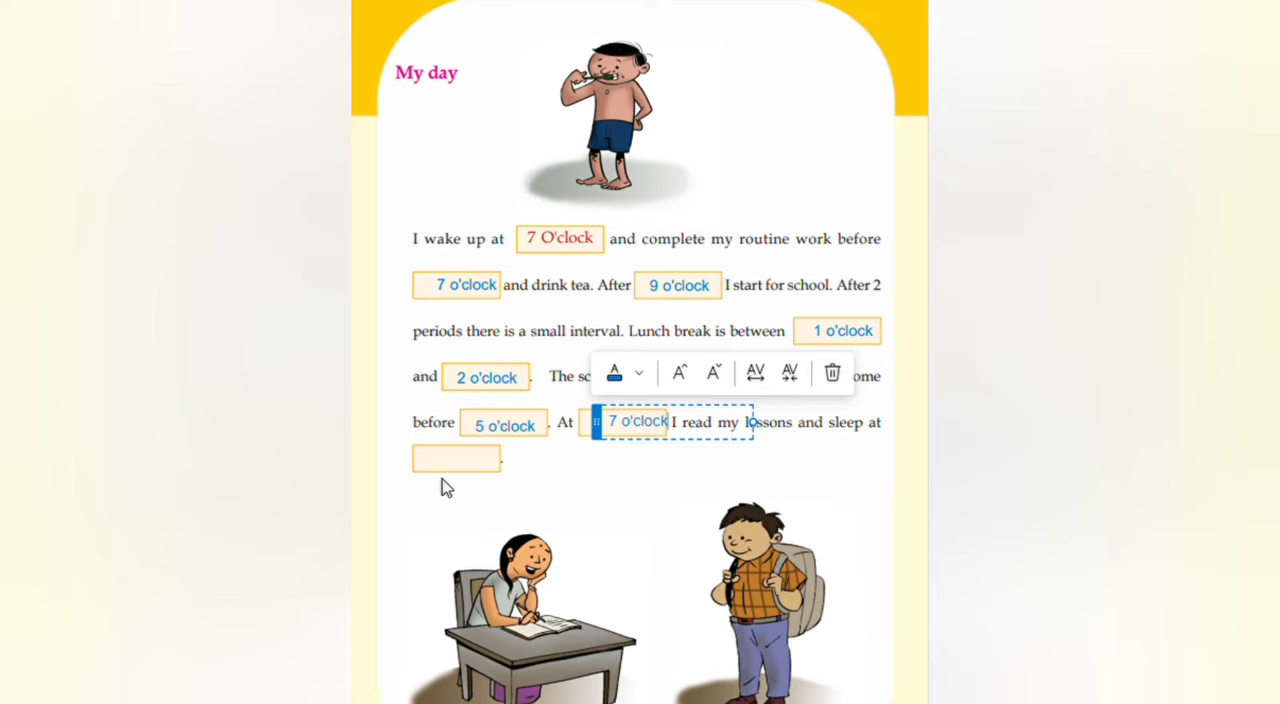 My day
I wake up at 7 O'clock and complete my routine work before
7 o'clock and drink tea. After 9 o'clock I start for school. After 2
periods there is a small interval. Lunch break is between 1 o'clock
and 2 o'clock. The
before 5 o'clock. At 7 o'clock I read my lessons and sleep at
.